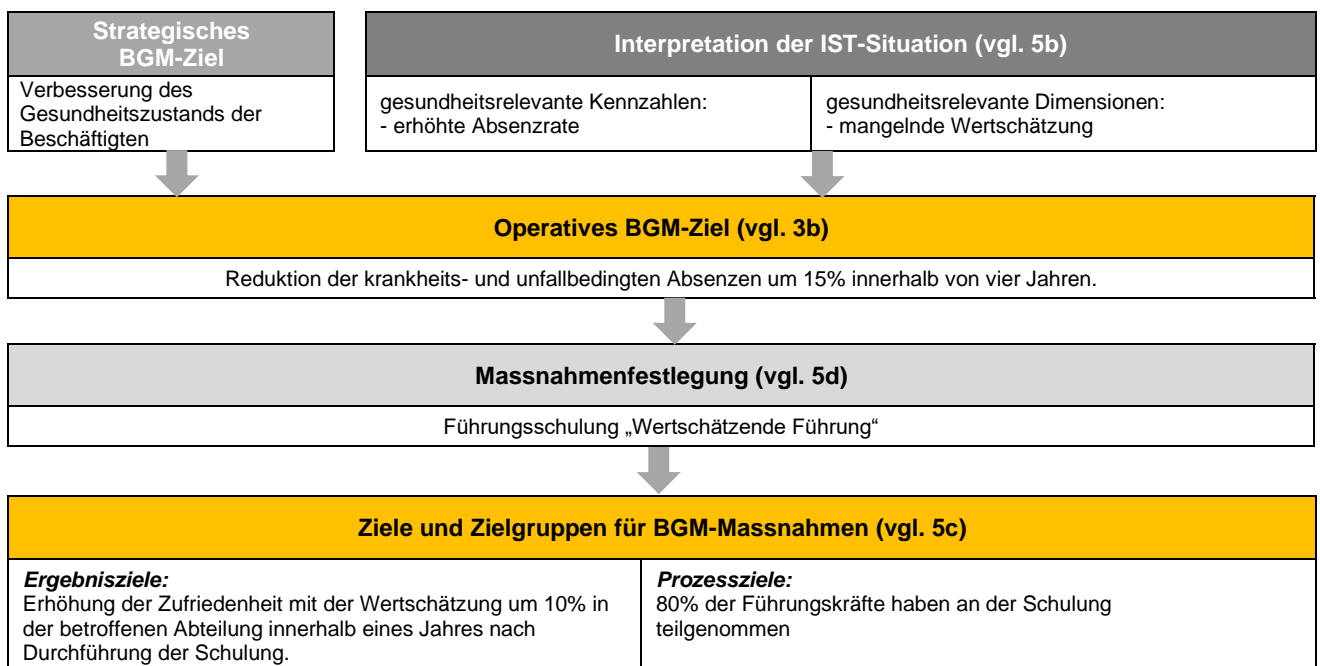 Strategisches
BGM-Ziel
Verbesserung des
Gesundheitszustands der
Beschäftigten
Interpretation der IST-Situation (vgl. 5b)
gesundheitsrelevante Kennzahlen:
- erhöhte Absenzrate
gesundheitsrelevante Dimensionen:
- mangelnde Wertschätzung
Operatives BGM-Ziel (vgl. 3b)
Reduktion der krankheits- und unfallbedingten Absenzen um 15% innerhalb von vier Jahren.
Massnahmenfestlegung (vgl. 5d)
Führungsschulung „Wertschätzende Führung“
Ziele und Zielgruppen für BGM-Massnahmen (vgl. 5c)
Ergebnisziele:
Erhöhung der Zufriedenheit mit der Wertschätzung um 10% in
der betroffenen Abteilung innerhalb eines Jahres nach
Durchführung der Schulung.
Prozessziele:
80% der Führungskräfte haben an der Schulung
teilgenommen